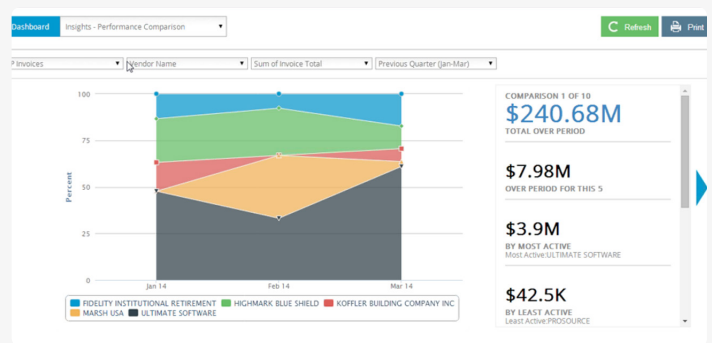 Dashboard Insights - Performance Comparison Refresh Print
P Invoices Vendor Name Sum of Invoice Total Previous Quarter (Jan-Mar)
100
75
50
25
0
Percent
Jan 14 Feb 14 Mar 14
FIDELITY INSTITUTIONAL RETIREMENT HIGHMARK BLUE SHIELD KOFFLER BUILDING COMPANY INC
MARSH USA ULTIMATE SOFTWARE
COMPARISON 1 OF 10
$240.68M
TOTAL OVER PERIOD
$7.98M
OVER PERIOD FOR THIS 5
$3.9M
BY MOST ACTIVE
Most Active:ULTIMATE SOFTWARE
$42.5K
BY LEAST ACTIVE
Least Active:PROSOURCE